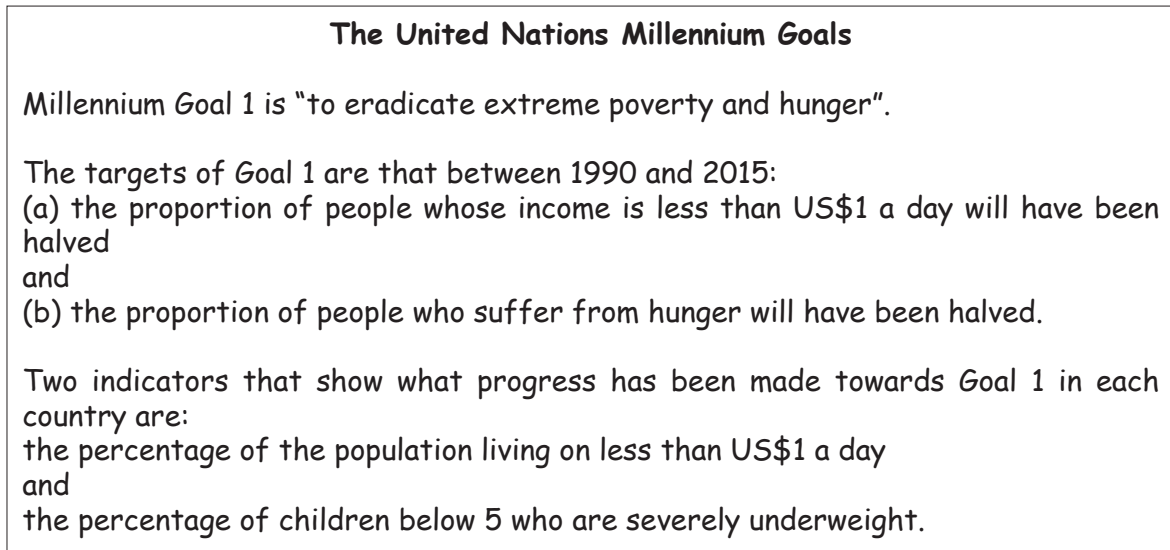 The United Nations Millennium Goals
Millennium Goal 1 is “to eradicate extreme poverty and hunger”.
The targets of Goal 1 are that between 1990 and 2015:
(a) the proportion of people whose income is less than US$1 a day will have been
halved
and
(b) the proportion of people who suffer from hunger will have been halved.
Two indicators that show what progress has been made towards Goal 1 in each
country are:
the percentage of the population living on less than US$1 a day
and
the percentage of children below 5 who are severely underweight.